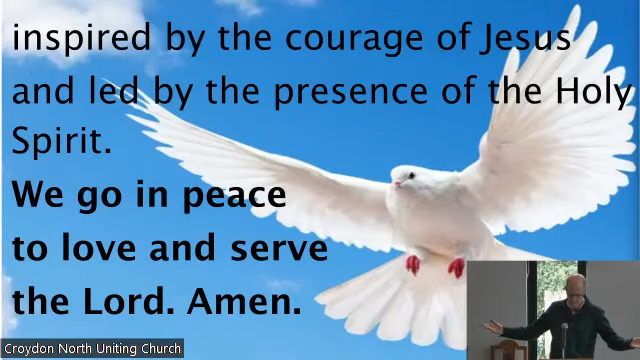 inspired by the courage of Jesus
and led by the presence of the Holy
Spirit.
We go in peace
to love and serve
the Lord. Amen.
Croydon North Uniting Church